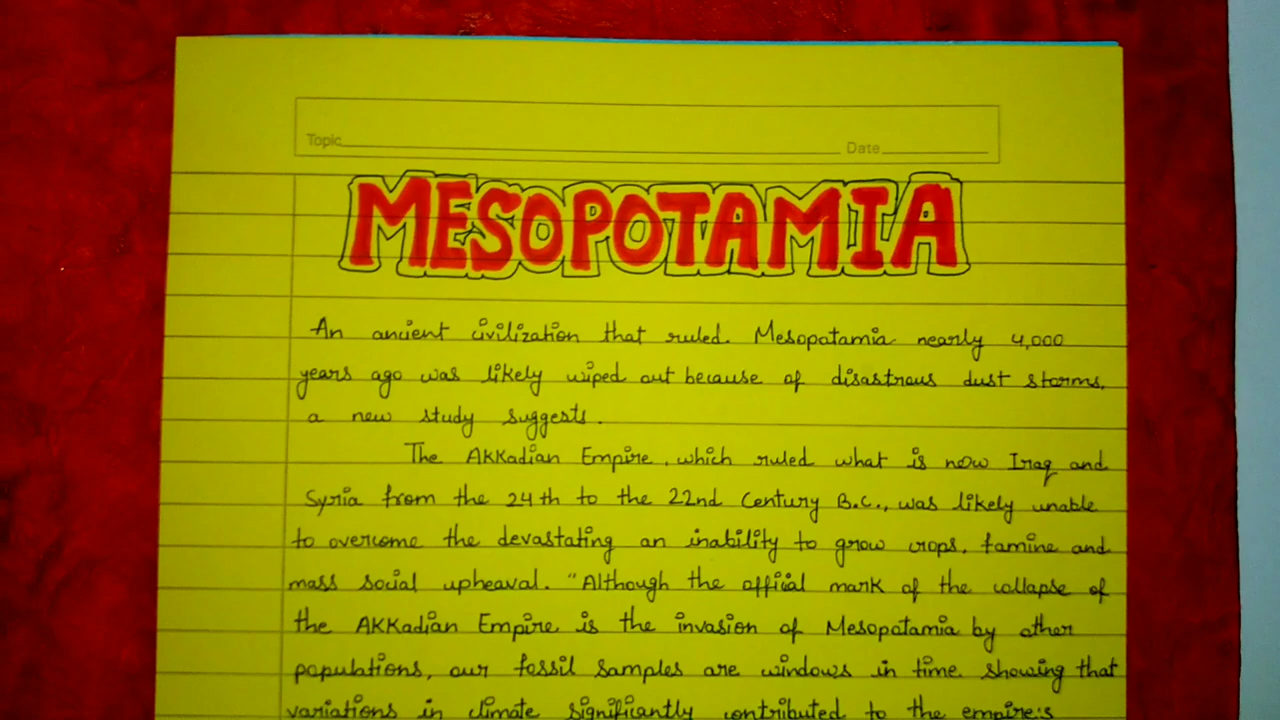 Topic Date
MESOPOTAMIA
An ancient civilization that ruled. Mesopotamia nearly 4,000
years ago was likely wiped out because of disastrous dust storms,
a new study suggests.
The Akkadian Empire, which ruled what is now Iraq and
Syria from the 24th to the 22nd Century B.C., was likely unable
to overcome the devastating an inability to grow crops, famine and
mass social upheaval. "Although the official mark of the collapse of
the Akkadian Empire is the invasion of Mesopotamia by other
populations, our fossil samples are windows in time showing that
variations in climate significantly contributed to the empire's